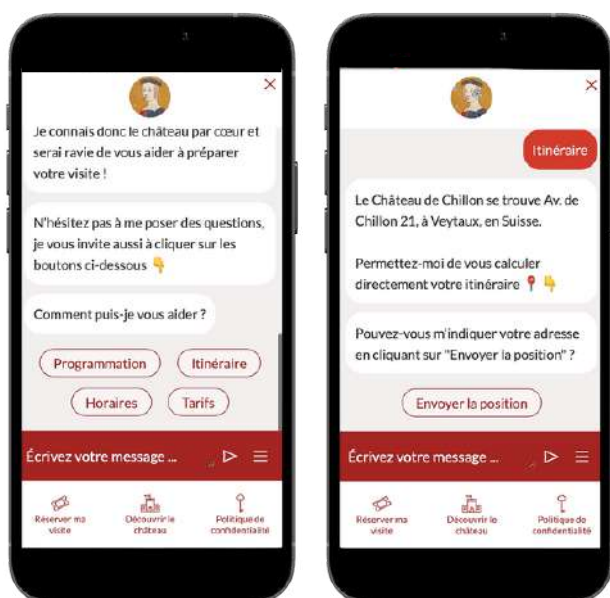 Je connais donc le château par cœur et
serai ravie de vous aider à préparer
votre visite !
N'hésitez pas à me poser des questions,
je vous invite aussi à cliquer sur les
boutons ci-dessous 👇
Comment puis-je vous aider ?
Programmation
Itinéraire
Horaires
Tarifs
Écrivez votre message ...
Réserver ma
visite
Découvrir le
château
Politique de
confidentialité
Itinéraire
Le Château de Chillon se trouve Av. de
Chillon 21, à Veytaux, en Suisse.
Permettez-moi de vous calculer
directement votre itinéraire 📍👇
Pouvez-vous m'indiquer votre adresse
en cliquant sur "Envoyer la position" ?
Envoyer la position
Écrivez votre message ...
Réserver ma
visite
Découvrir le
château
Politique de
confidentialité